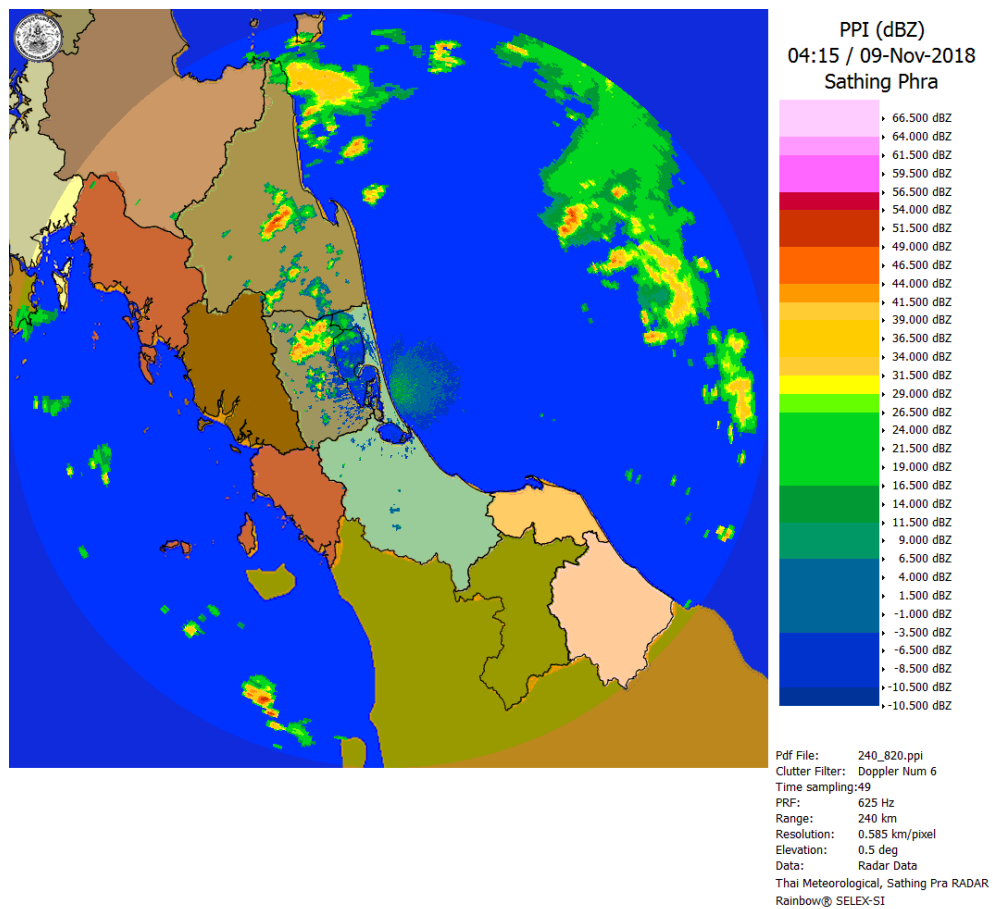 PPI (dBZ)
04:15 / 09-Nov-2018
Sathing Phra
66.500 dBZ
64.000 dBZ
61.500 dBZ
59.500 dBZ
56.500 dBZ
54.000 dBZ
51.500 dBZ
49.000 dBZ
46.500 dBZ
44.000 dBZ
41.500 dBZ
39.000 dBZ
36.500 dBZ
34.000 dBZ
31.500 dBZ
29.000 dBZ
26.500 dBZ
24.000 dBZ
21.500 dBZ
19.000 dBZ
16.500 dBZ
14.000 dBZ
11.500 dBZ
9.000 dBZ
6.500 dBZ
4.000 dBZ
1.500 dBZ
-1.000 dBZ
-3.500 dBZ
-6.500 dBZ
-8.500 dBZ
-10.500 dBZ
-10.500 dBZ
Pdf File: 240_820.ppi
Clutter Filter: Doppler Num 6
Time sampling:49
PRF: 625 Hz
Range: 240 km
Resolution: 0.585 km/pixel
Elevation: 0.5 deg
Data: Radar Data
Thai Meteorological, Sathing Pra RADAR
Rainbow® SELEX-SI